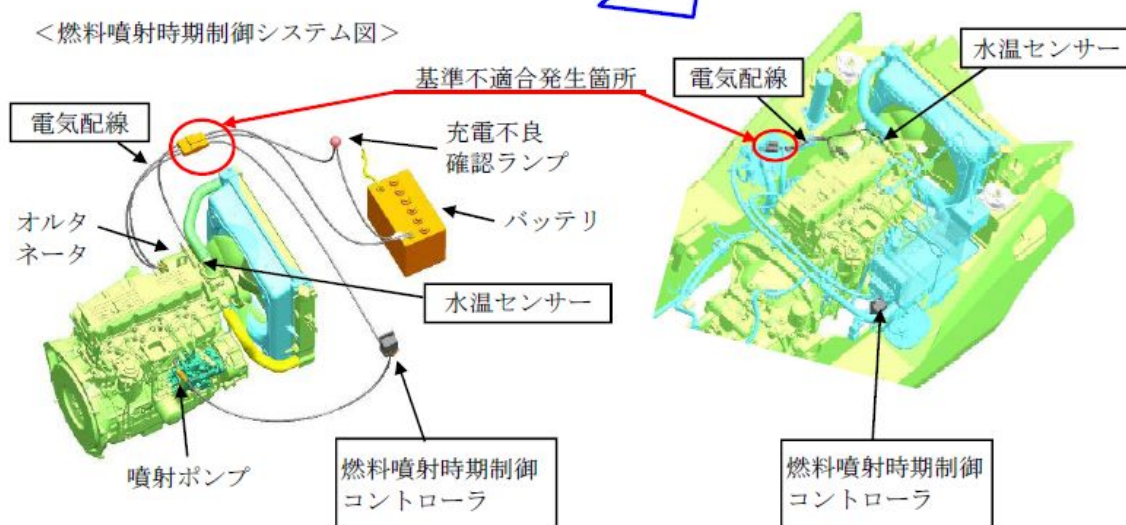 ＜燃料噴射時期制御システム図＞
基準不適合発生箇所
電気配線
充電不良
確認ランプ
バッテリ
オルタ
ネータ
水温センサー
噴射ポンプ
燃料噴射時期制御
コントローラ
電気配線
水温センサー
燃料噴射時期制御
コントローラ